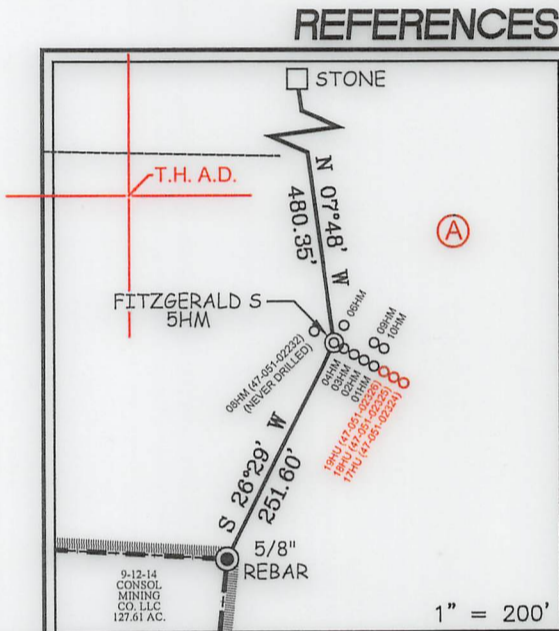 REFERENCES
STONE
T.H. A.D.
N 07°48' W
480.35'
A
FITZGERALD S
5HM
06HM
09HM
10HM
08HM (47-051-02232)
(NEVER DRILLED)
04HM
03HM
02HM
01HM
19HU (47-051-02326)
18HU (47-051-02325)
17HU (47-051-02324)
S 26°29' W
251.60'
5/8"
REBAR
9-12-14
CONSOL
MINING
CO. LLC
127.61 AC.
1" = 200'